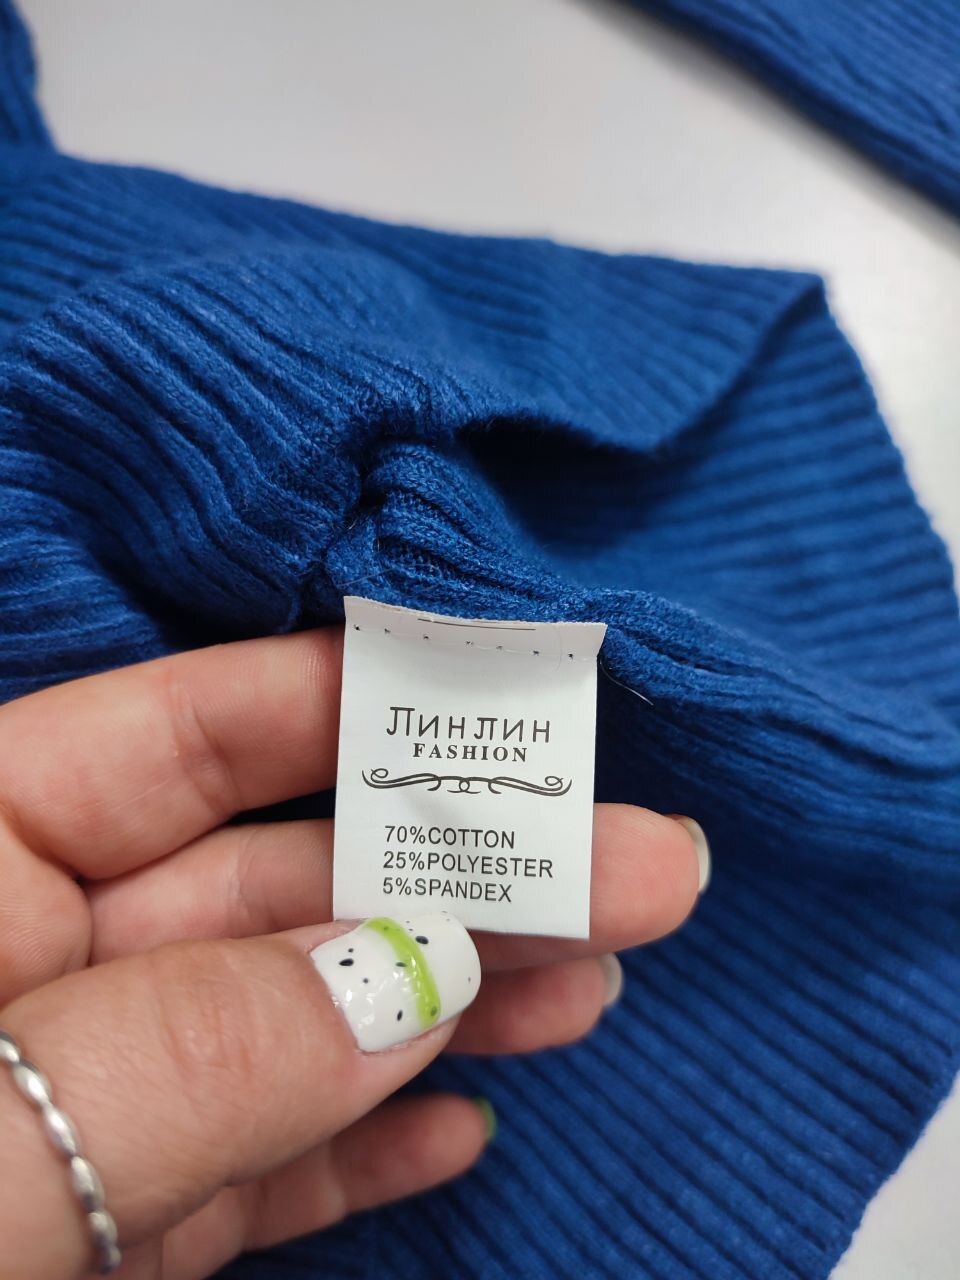 ЛИНЛИН
FASHION
70%COTTON
25%POLYESTER
5%SPANDEX